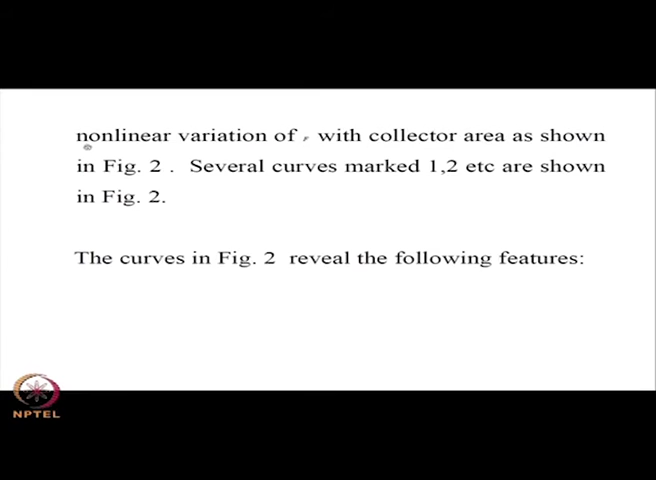 nonlinear variation of r with collector area as shown
in Fig. 2 . Several curves marked 1,2 etc are shown
in Fig. 2.
The curves in Fig. 2 reveal the following features:
NPTEL